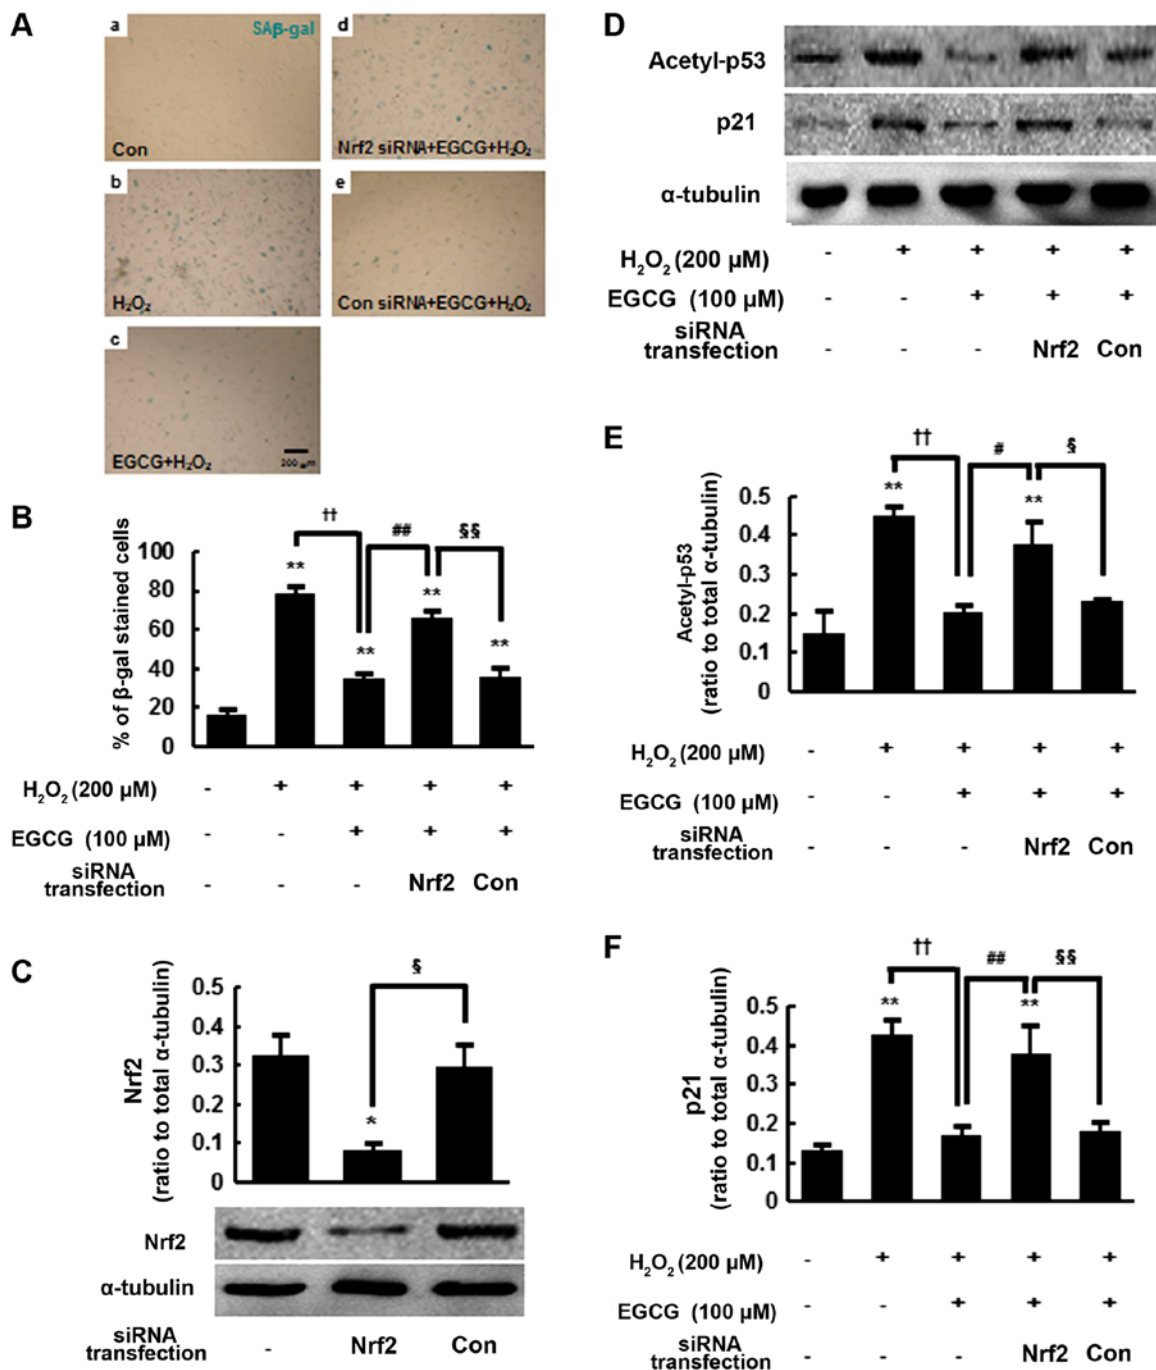 A
a
SAβ-gal
Con
b
H₂O₂
c
EGCG+H₂O₂
200 μm
d
Nrf2 siRNA+EGCG+H₂O₂
e
Con siRNA+EGCG+H₂O₂
B
% of β-gal stained cells
100
80
60
40
20
0
** ** ** **
†† ## §§
H₂O₂ (200 μM) - + + + +
EGCG (100 μM) - - + + +
siRNA
transfection - - - Nrf2 Con
C
Nrf2
(ratio to total α-tubulin)
0.5
0.4
0.3
0.2
0.1
0
*
§
Nrf2
α-tubulin
siRNA
transfection - Nrf2 Con
D
Acetyl-p53
p21
α-tubulin
H₂O₂ (200 μM) - + + + +
EGCG (100 μM) - - + + +
siRNA
transfection - - - Nrf2 Con
E
Acetyl-p53
(ratio to total α-tubulin)
0.5
0.4
0.3
0.2
0.1
0
** **
†† # §
H₂O₂ (200 μM) - + + + +
EGCG (100 μM) - - + + +
siRNA
transfection - - - Nrf2 Con
F
p21
(ratio to total α-tubulin)
0.5
0.4
0.3
0.2
0.1
0
** **
†† ## §§
H₂O₂ (200 μM) - + + + +
EGCG (100 μM) - - + + +
siRNA
transfection - - - Nrf2 Con